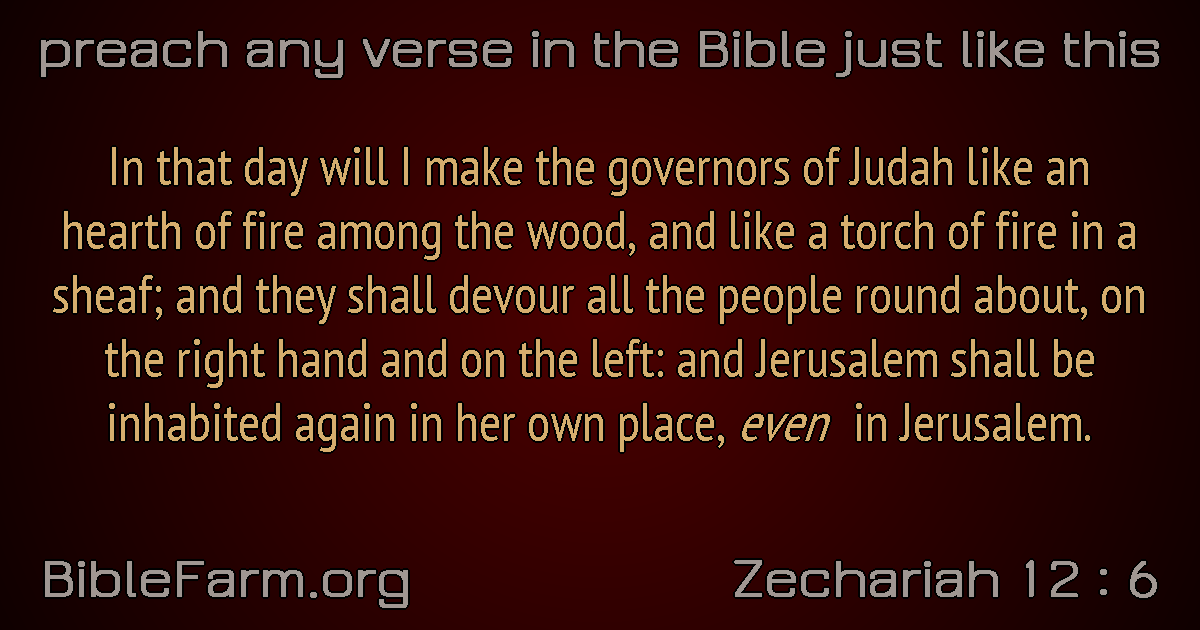 preach any verse in the Bible just like this
In that day will I make the governors of Judah like an
hearth of fire among the wood, and like a torch of fire in a
sheaf; and they shall devour all the people round about, on
the right hand and on the left: and Jerusalem shall be
inhabited again in her own place, even in Jerusalem.
BibleFarm.org
Zechariah 12 : 6